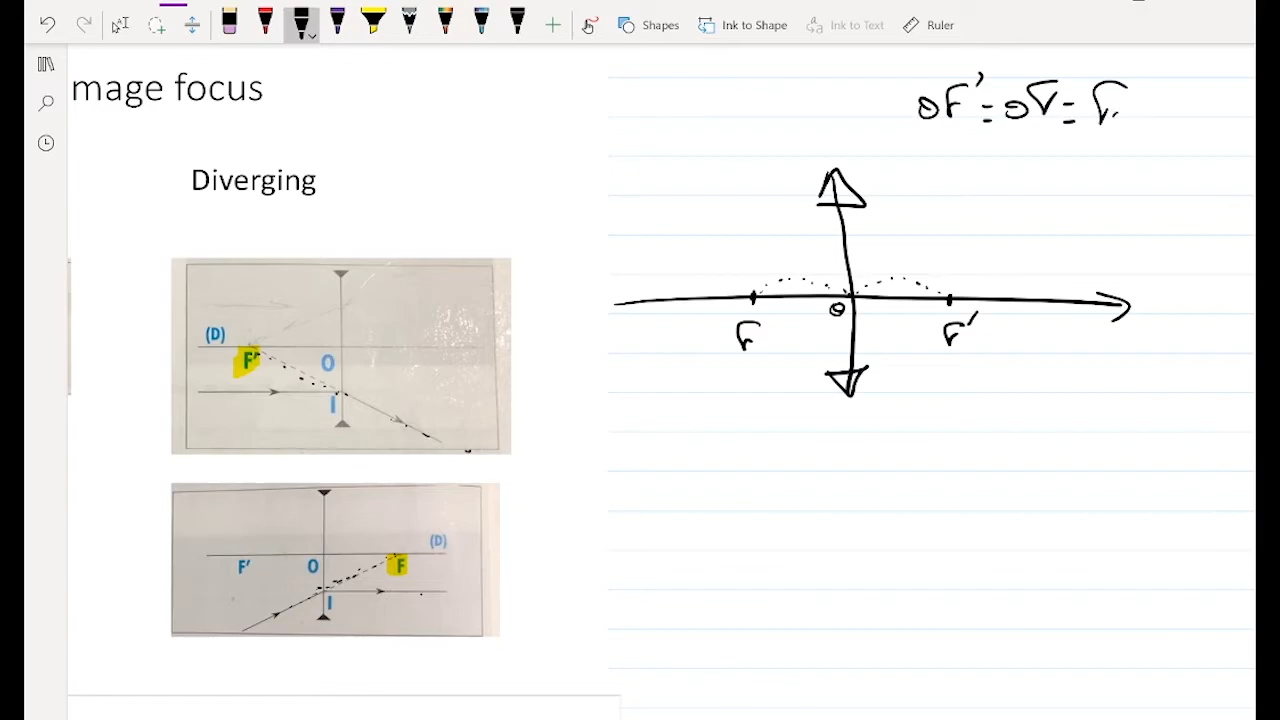 Shapes
Ink to Shape
Ink to Text
Ruler
mage focus
Diverging
(D)
F'
O
I
(D)
F'
O
F
I
OF' = OF = f.
O
F
F'